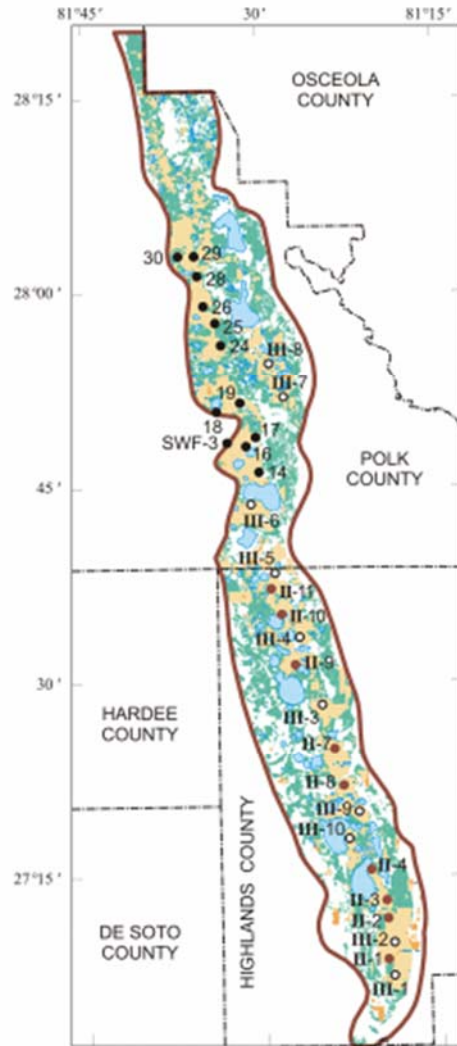 81°45′ 30′ 81°15′
OSCEOLA
COUNTY
28°15′
30 29
28
28°00′
26
25
24
III-8
III-7
19
18
17
SWF-3
16
14
POLK
COUNTY
45′
III-6
III-5
II-11
II-10
III-4
II-9
30′
III-3
HARDEE
COUNTY
II-7
II-8
III-9
III-10
HIGHLANDS COUNTY
II-4
27°15′
II-3
II-2
DE SOTO
COUNTY
III-2
II-1
III-1